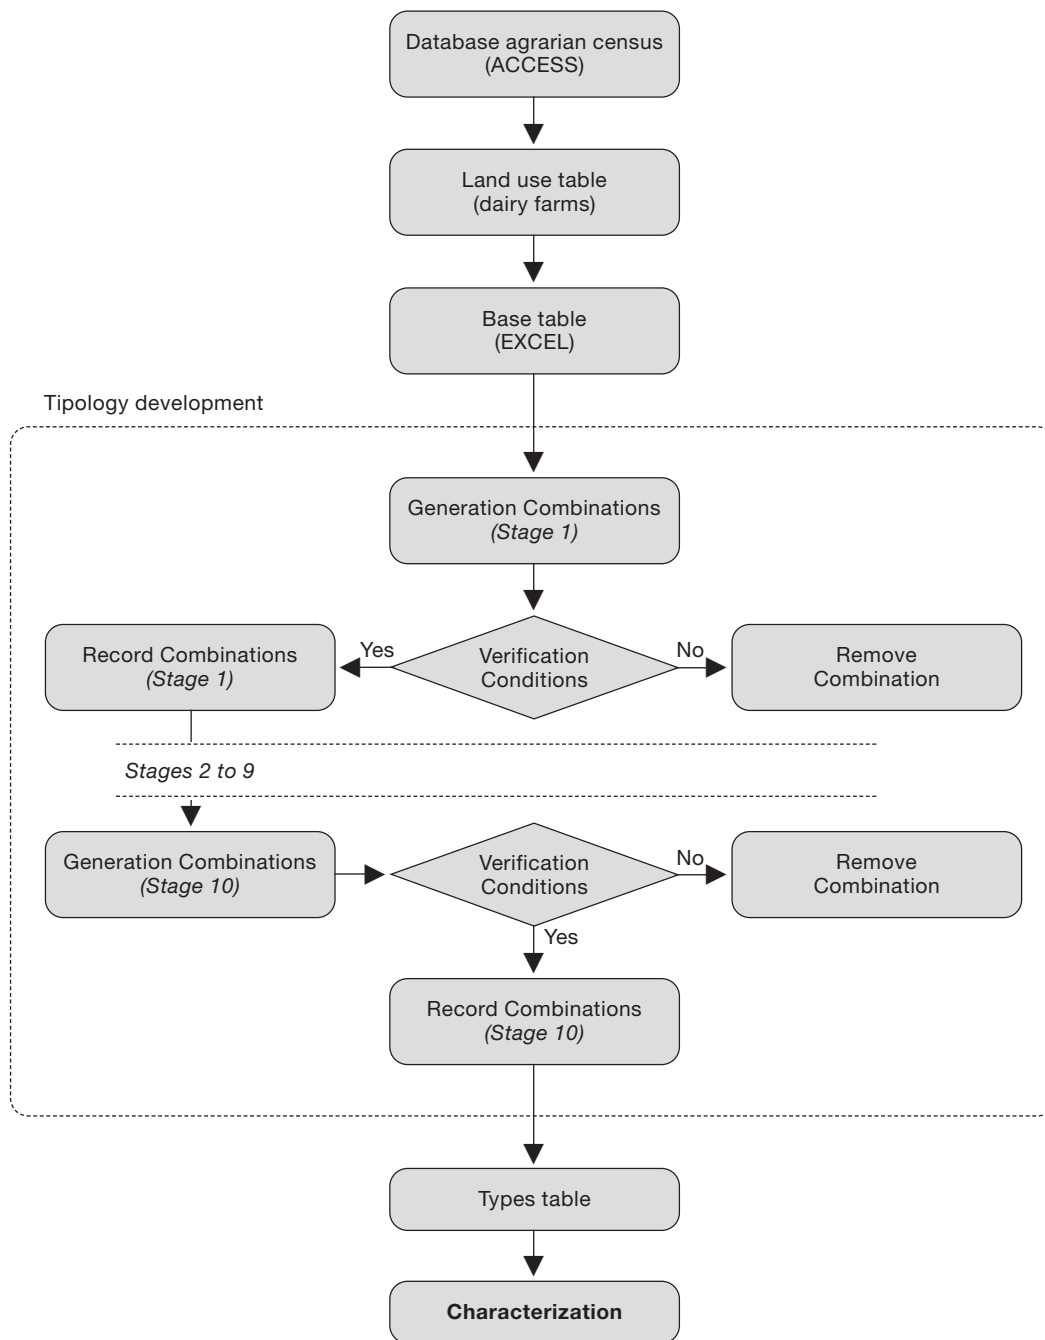 Database agrarian census
(ACCESS)
Land use table
(dairy farms)
Base table
(EXCEL)
Tipology development
Generation Combinations
(Stage 1)
Record Combinations
(Stage 1)
Yes
Verification
Conditions
No
Remove
Combination
Stages 2 to 9
Generation Combinations
(Stage 10)
Verification
Conditions
No
Remove
Combination
Yes
Record Combinations
(Stage 10)
Types table
Characterization